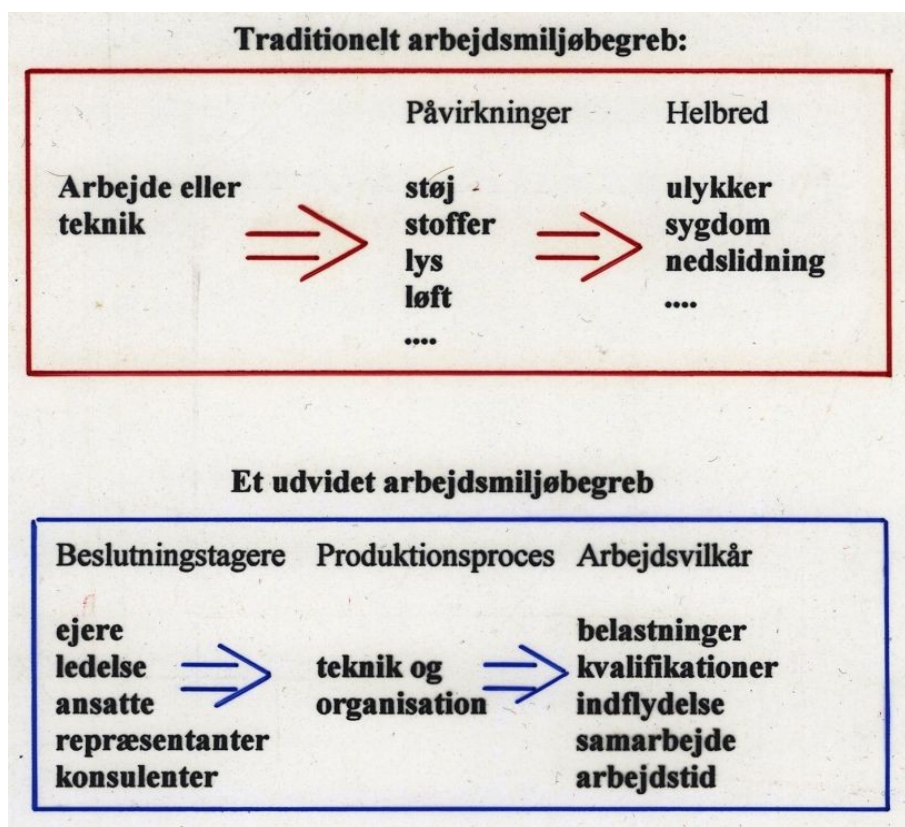 Traditionelt arbejdsmiljøbegreb:
Påvirkninger Helbred
Arbejde eller støj ulykker
teknik stoffer sygdom
lys nedslidning
løft ....
....
Et udvidet arbejdsmiljøbegreb
Beslutningstagere Produktionsproces Arbejdsvilkår
ejere belastninger
ledelse teknik og kvalifikationer
ansatte organisation indflydelse
repræsentanter samarbejde
konsulenter arbejdstid